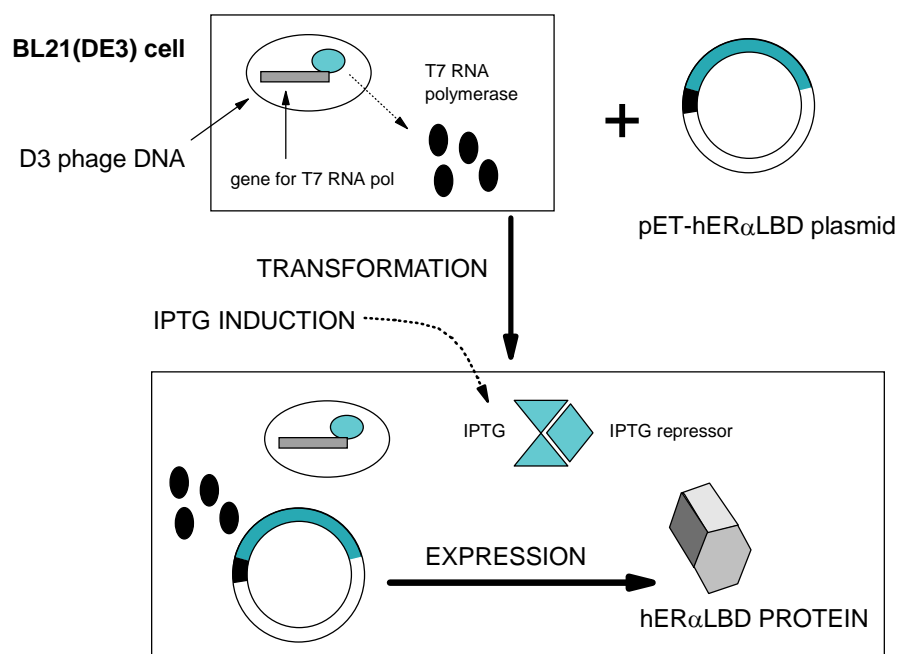 BL21(DE3) cell
T7 RNA
polymerase
D3 phage DNA
gene for T7 RNA pol
+
pET-hERαLBD plasmid
TRANSFORMATION
IPTG INDUCTION
IPTG
IPTG repressor
EXPRESSION
hERαLBD PROTEIN